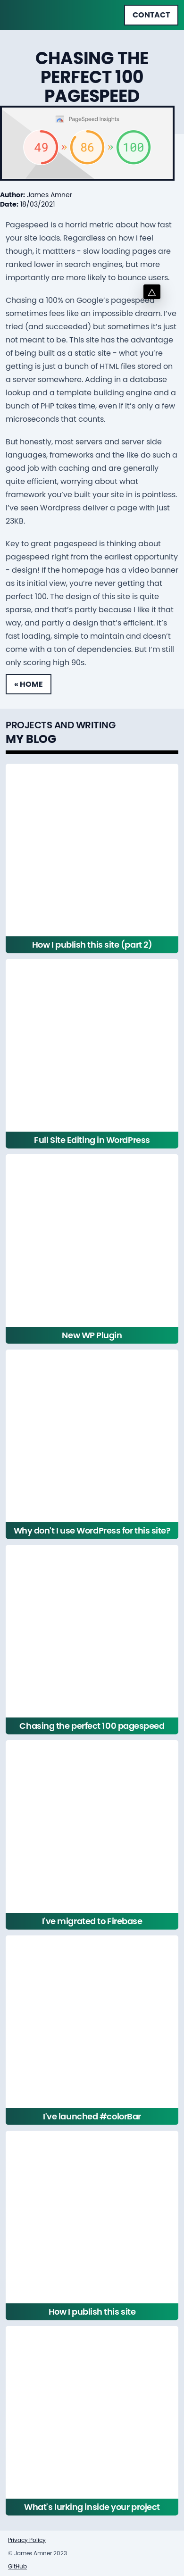 CONTACT
CHASING THE
PERFECT 100
PAGESPEED
PageSpeed Insights
49 » 86 » 100
Author: James Amner
Date: 18/03/2021
Pagespeed is a horrid metric about how fast
your site loads. Regardless on how I feel
though, it mattters - slow loading pages are
ranked lower in search engines, but more
importantly are more likely to bounce users.
Chasing a 100% on Google's pagespeed
sometimes feels like an impossible dream. I've
tried (and succeeded) but sometimes it's just
not meant to be. This site has the advantage
of being built as a static site - what you're
getting is just a bunch of HTML files stored on
a server somewhere. Adding in a database
lookup and a template building engine and a
bunch of PHP takes time, even if it's only a few
microseconds that counts.
But honestly, most servers and server side
languages, frameworks and the like do such a
good job with caching and are generally
quite efficient, worrying about what
framework you've built your site in is pointless.
I've seen Wordpress deliver a page with just
23KB.
Key to great pagespeed is thinking about
pagespeed right from the earliest opportunity
- design! If the homepage has a video banner
as its initial view, you're never getting that
perfect 100. The design of this site is quite
sparse, and that's partly because I like it that
way, and partly a design that's efficient. It's
fast loading, simple to maintain and doesn't
come with a ton of dependencies. But I'm still
only scoring high 90s.
« HOME
PROJECTS AND WRITING
MY BLOG
How I publish this site (part 2)
Full Site Editing in WordPress
New WP Plugin
Why don't I use WordPress for this site?
Chasing the perfect 100 pagespeed
I've migrated to Firebase
I've launched #colorBar
How I publish this site
What's lurking inside your project
Privacy Policy
© James Amner 2023
GitHub